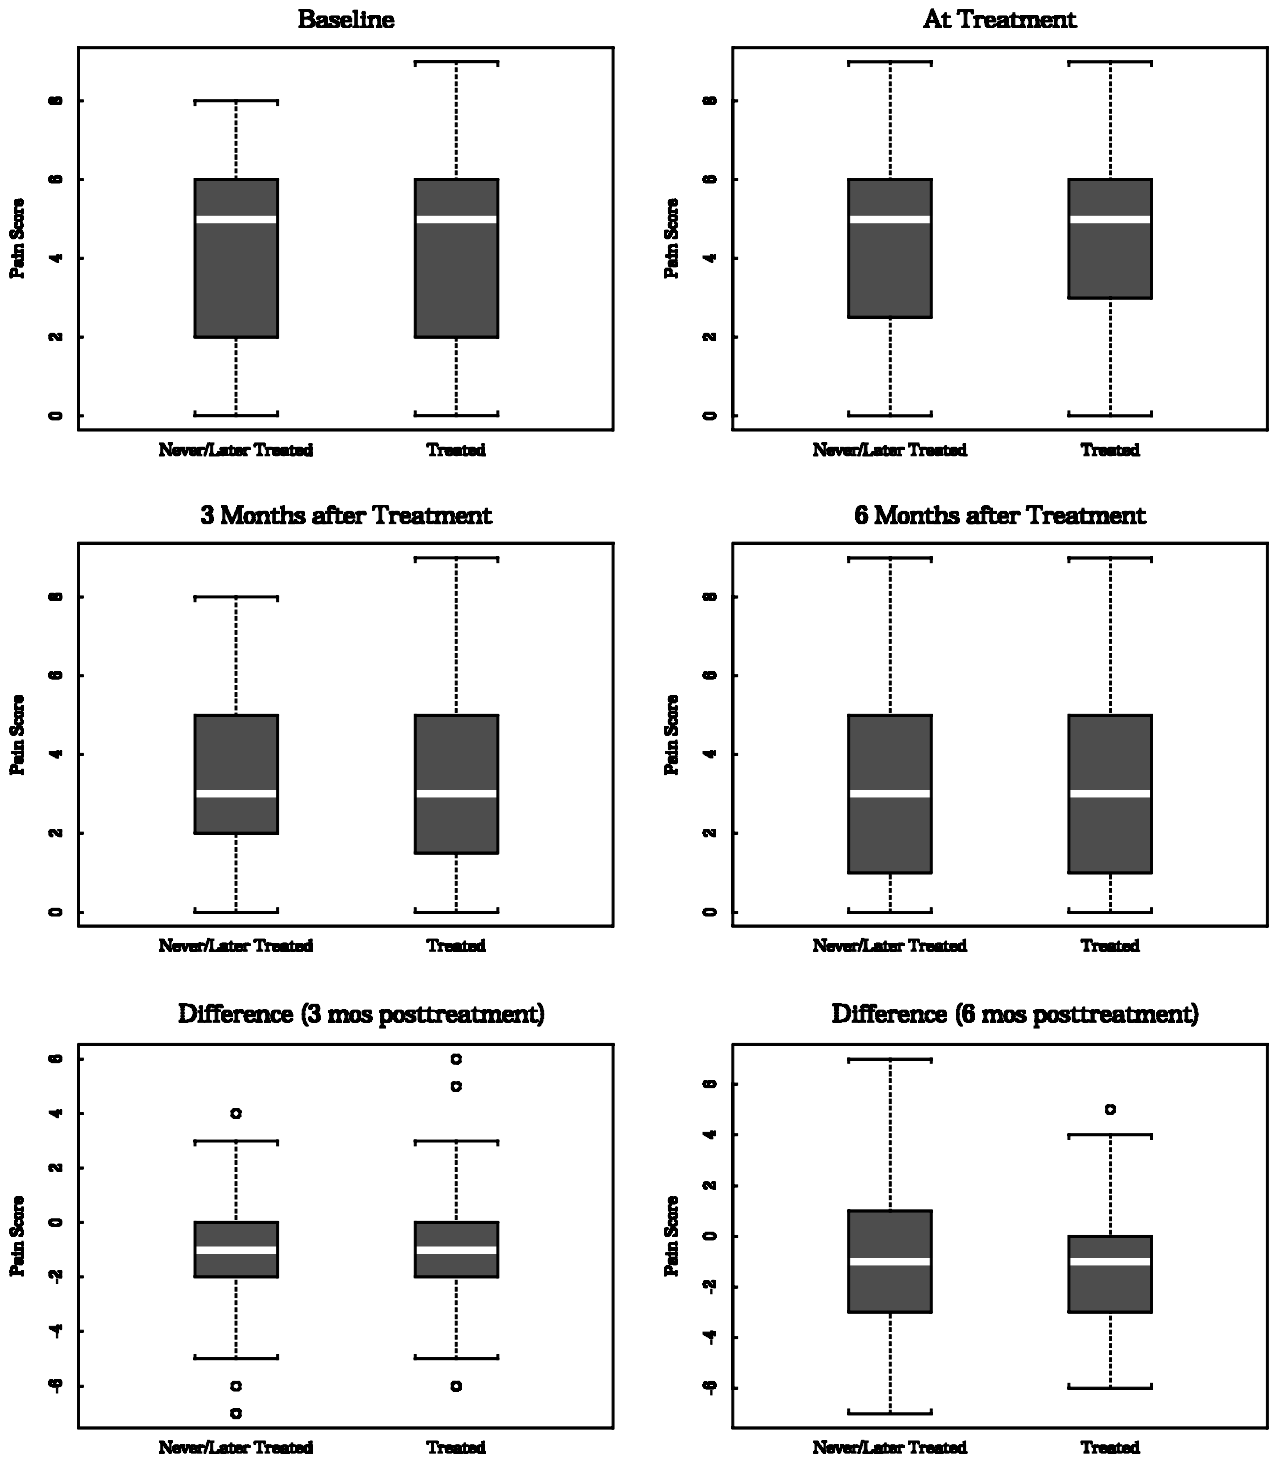 Baseline
At Treatment
Pain Score
8
6
4
2
0
Never/Later Treated
Treated
Pain Score
8
6
4
2
0
Never/Later Treated
Treated
3 Months after Treatment
6 Months after Treatment
Pain Score
8
6
4
2
0
Never/Later Treated
Treated
Pain Score
8
6
4
2
0
Never/Later Treated
Treated
Difference (3 mos posttreatment)
Difference (6 mos posttreatment)
Pain Score
6
4
2
0
-2
-4
-6
Never/Later Treated
Treated
Pain Score
6
4
2
0
-2
-4
-6
Never/Later Treated
Treated